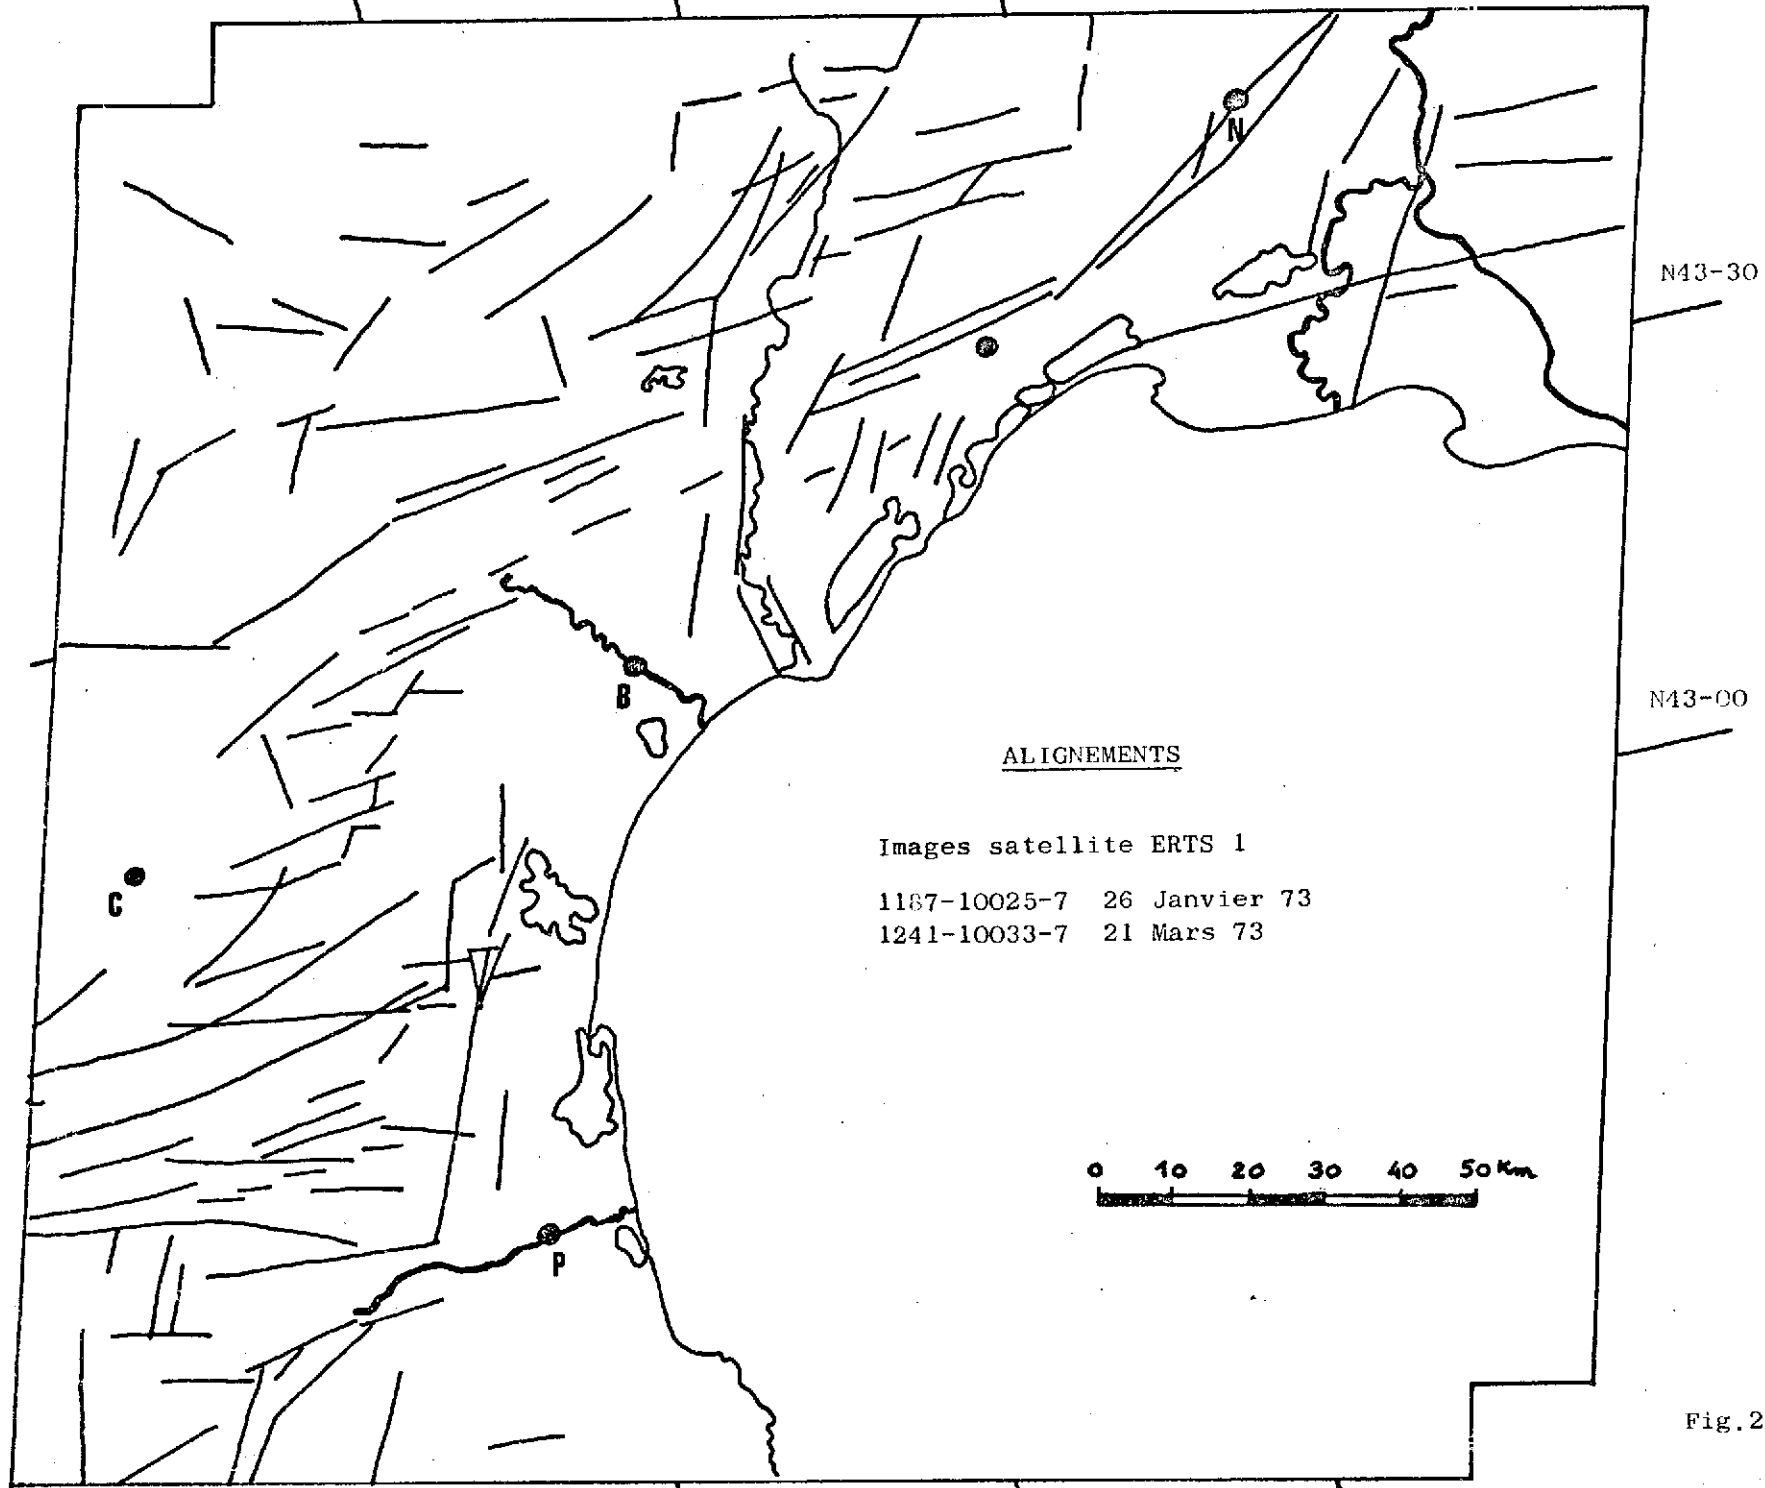 N
N43-30
B
N43-00
ALIGNEMENTS
Images satellite ERTS 1
1187-10025-7 26 Janvier 73
1241-10033-7 21 Mars 73
C
0 10 20 30 40 50 Km
P
Fig.2